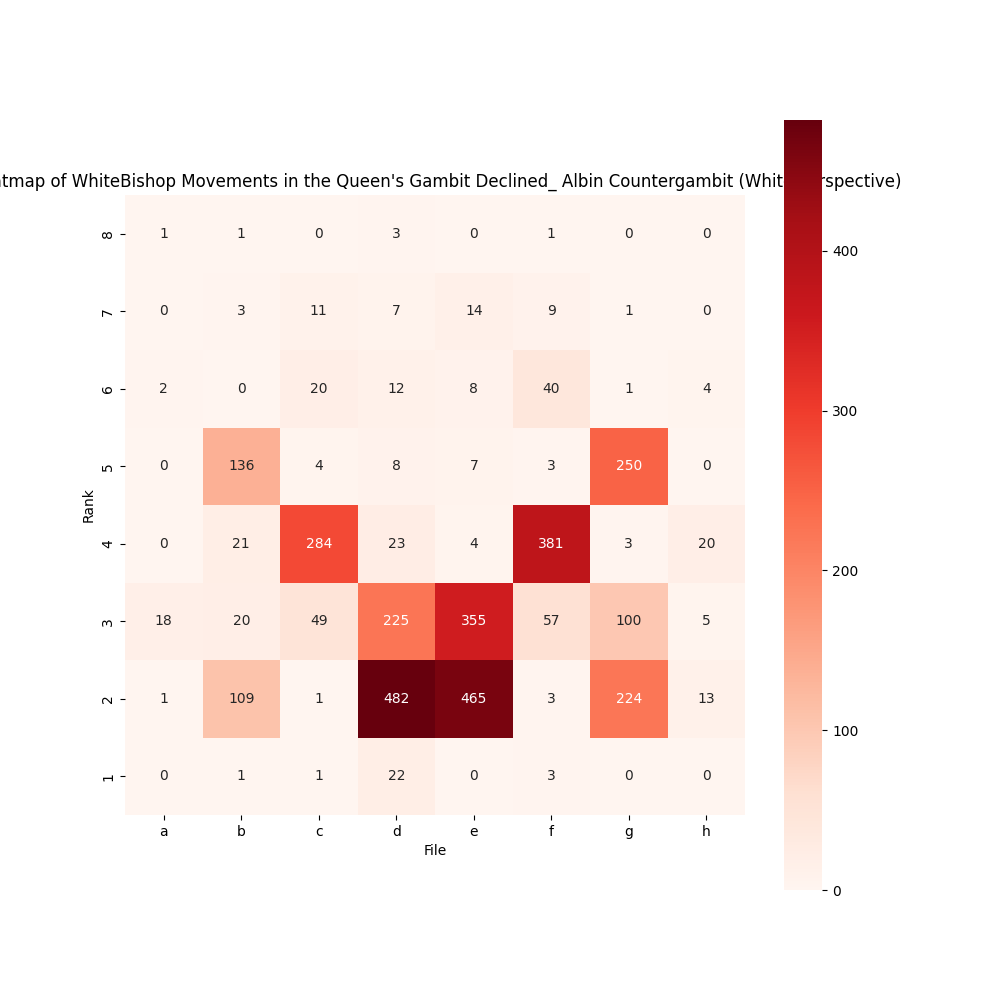 atmap of WhiteBishop Movements in the Queen's Gambit Declined_ Albin Countergambit (Whit rspective)
8 1 1 0 3 0 1 0 0
7 0 3 11 7 14 9 1 0
6 2 0 20 12 8 40 1 4
5 0 136 4 8 7 3 250 0
Rank
4 0 21 284 23 4 381 3 20
3 18 20 49 225 355 57 100 5
2 1 109 1 482 465 3 224 13
1 0 1 1 22 0 3 0 0
a b c d e f g h
File
400
300
200
100
0